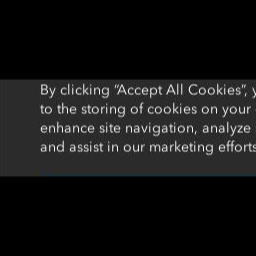 By clicking “Accept All Cookies”, y
to the storing of cookies on your
enhance site navigation, analyze
and assist in our marketing efforts